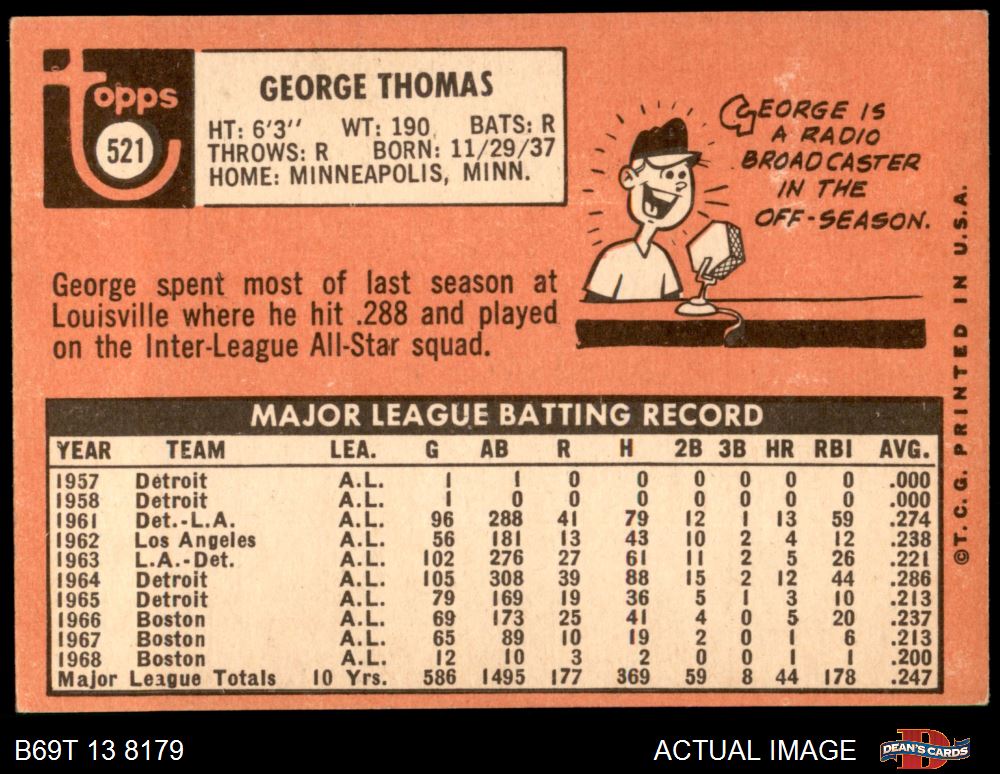 topps
521
GEORGE THOMAS
HT: 6'3" WT: 190 BATS: R
THROWS: R BORN: 11/29/37
HOME: MINNEAPOLIS, MINN.
GEORGE IS
A RADIO
BROADCASTER
IN THE
OFF-SEASON.
George spent most of last season at
Louisville where he hit .288 and played
on the Inter-League All-Star squad.
MAJOR LEAGUE BATTING RECORD
YEAR TEAM LEA. G AB R H 2B 3B HR RBI AVG.
1957 Detroit A.L. 1 1 0 0 0 0 0 0 .000
1958 Detroit A.L. 1 0 0 0 0 0 0 0 .000
1961 Det.-L.A. A.L. 96 288 41 79 12 1 13 59 .274
1962 Los Angeles A.L. 56 181 13 43 10 2 4 12 .238
1963 L.A.-Det. A.L. 102 276 27 61 11 2 5 26 .221
1964 Detroit A.L. 105 308 39 88 15 2 12 44 .286
1965 Detroit A.L. 79 169 19 36 5 1 3 10 .213
1966 Boston A.L. 69 173 25 41 4 0 5 20 .237
1967 Boston A.L. 65 89 10 19 2 0 1 6 .213
1968 Boston A.L. 12 10 3 2 0 0 1 1 .200
Major League Totals 10 Yrs. 586 1495 177 369 59 8 44 178 .247
©T.C.G. PRINTED IN U.S.A.
B69T 13 8179
ACTUAL IMAGE
DEAN'S CARDS